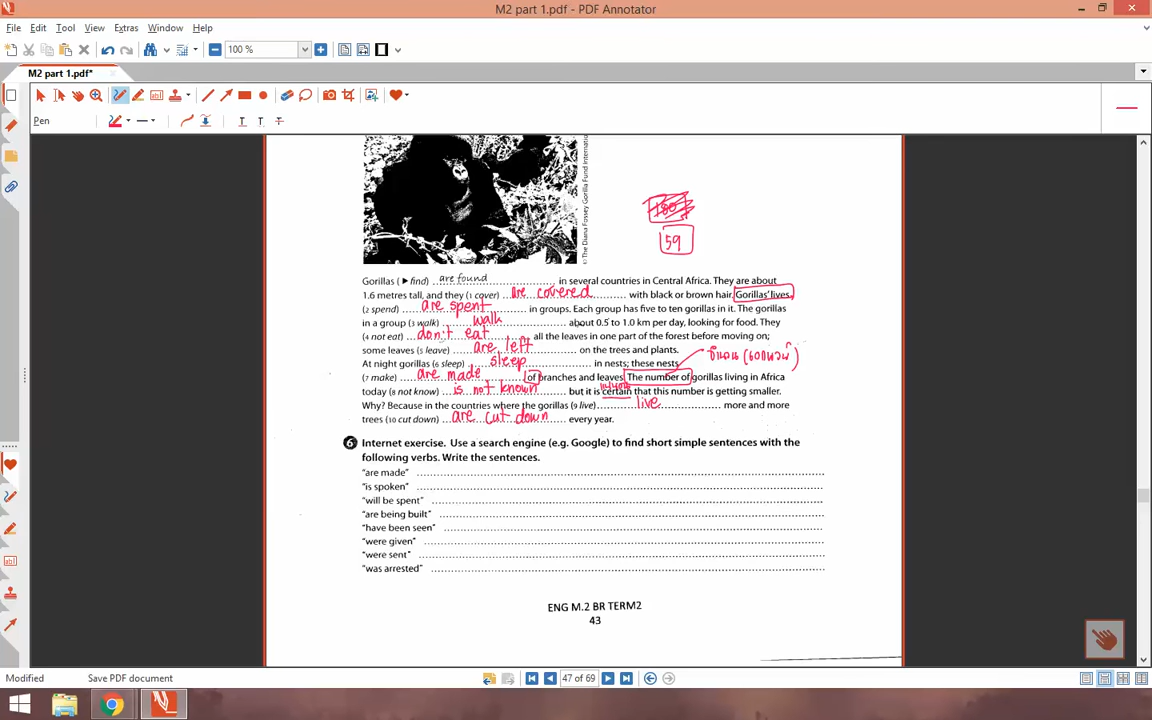 M2 part 1.pdf - PDF Annotator
File Edit Tool View Extras Window Help
100 %
M2 part 1.pdf*
Pen
© The Diana Fossey Gorilla Fund Internatio
180
59
Gorillas (▶ find) are found in several countries in Central Africa. They are about
1.6 metres tall, and they (1 cover) are covered with black or brown hair. Gorillas' lives
(2 spend) are spent in groups. Each group has five to ten gorillas in it. The gorillas
in a group (3 walk) walk about 0.5 to 1.0 km per day, looking for food. They
(4 not eat) don't eat all the leaves in one part of the forest before moving on;
some leaves (5 leave) are left on the trees and plants.
At night gorillas (6 sleep) sleep in nests; these nests
(7 make) are made of branches and leaves. The number of gorillas living in Africa
today (8 not know) is not known but it is certain that this number is getting smaller.
Why? Because in the countries where the gorillas (9 live) live more and more
trees (10 cut down) are cut down every year.
6 Internet exercise. Use a search engine (e.g. Google) to find short simple sentences with the
following verbs. Write the sentences.
"are made"
"is spoken"
"will be spent"
"are being built"
"have been seen"
"were given"
"were sent"
"was arrested"
ENG M.2 BR TERM2
43
Modified Save PDF document 47 of 69